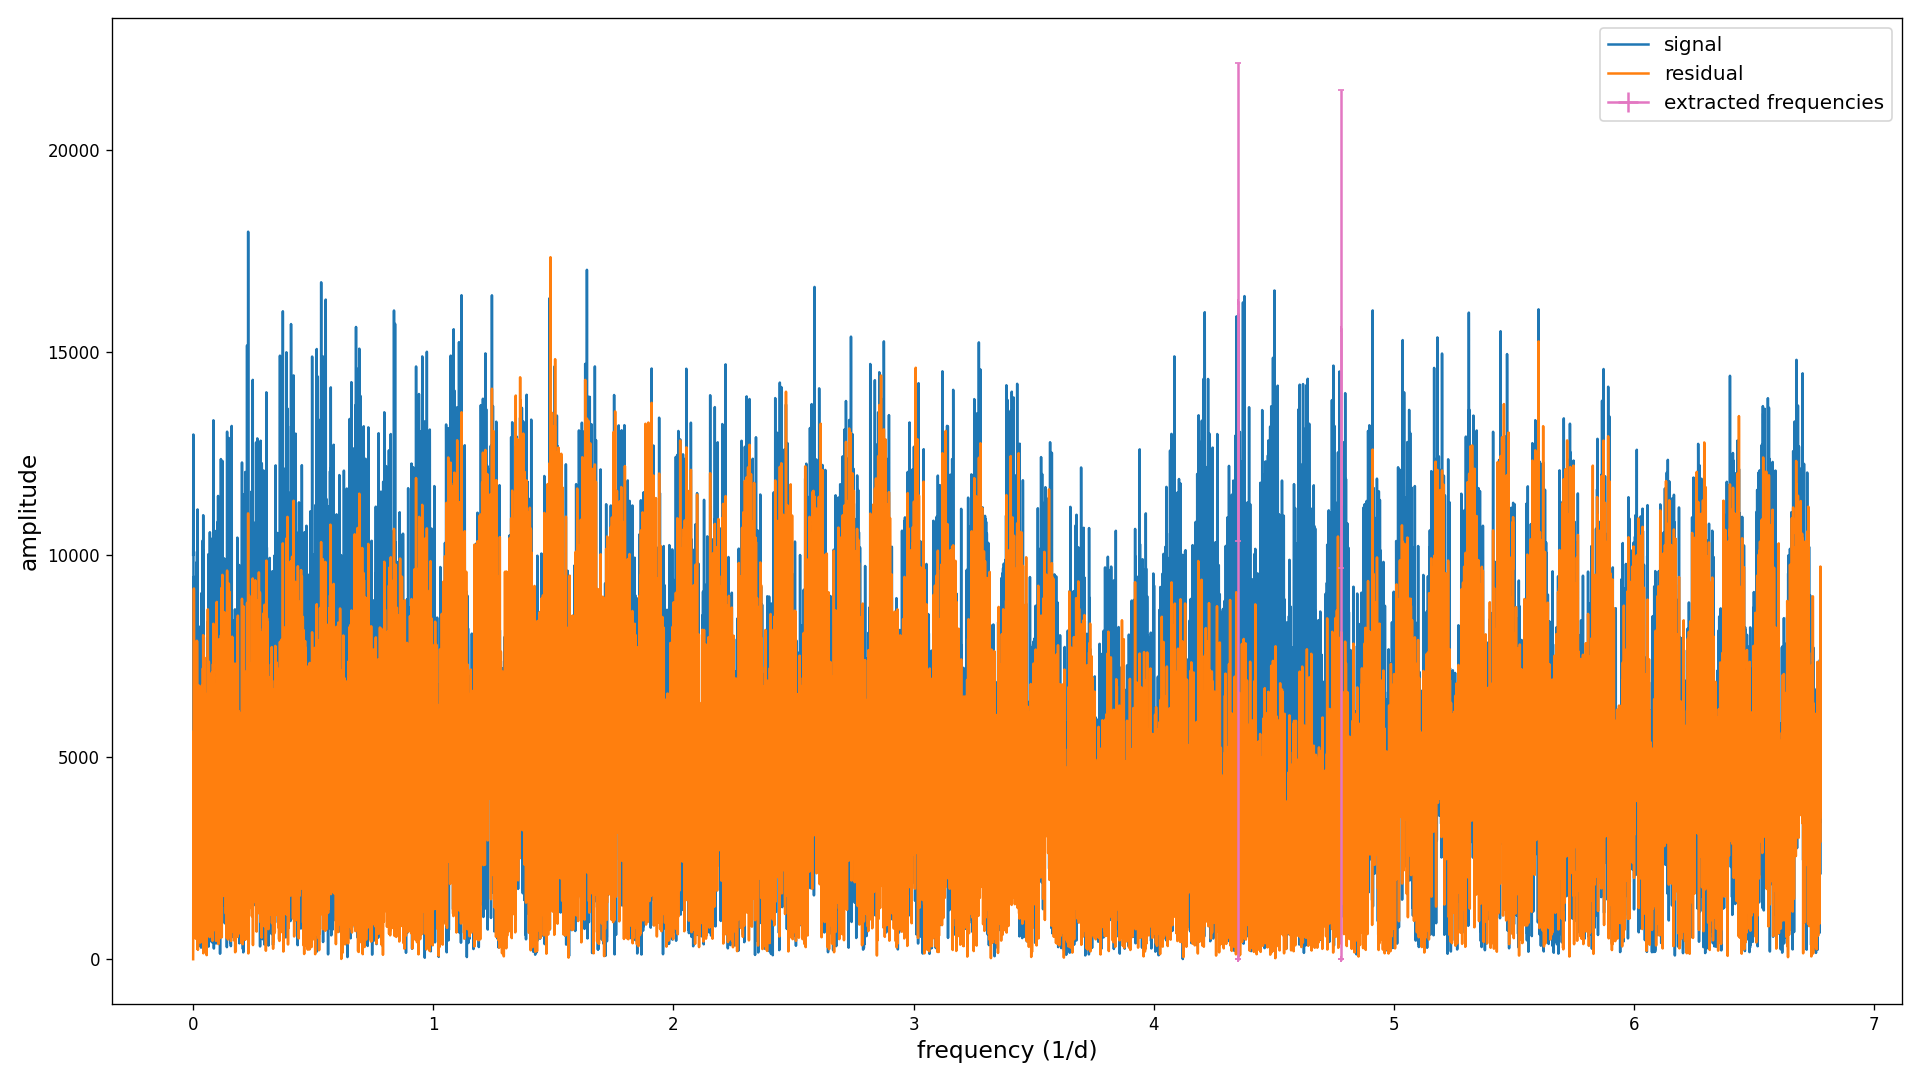 signal
residual
extracted frequencies
amplitude
20000
15000
10000
5000
0
0 1 2 3 4 5 6 7
frequency (1/d)